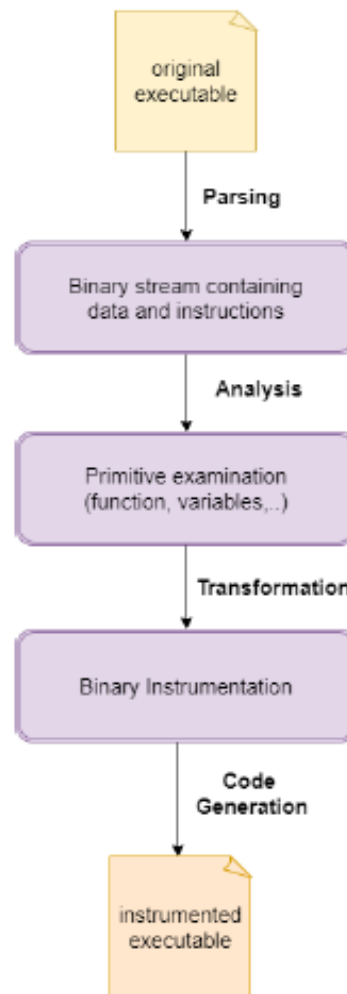 original
executable
Parsing
Binary stream containing
data and instructions
Analysis
Primitive examination
(function, variables,..)
Transformation
Binary Instrumentation
Code
Generation
instrumented
executable